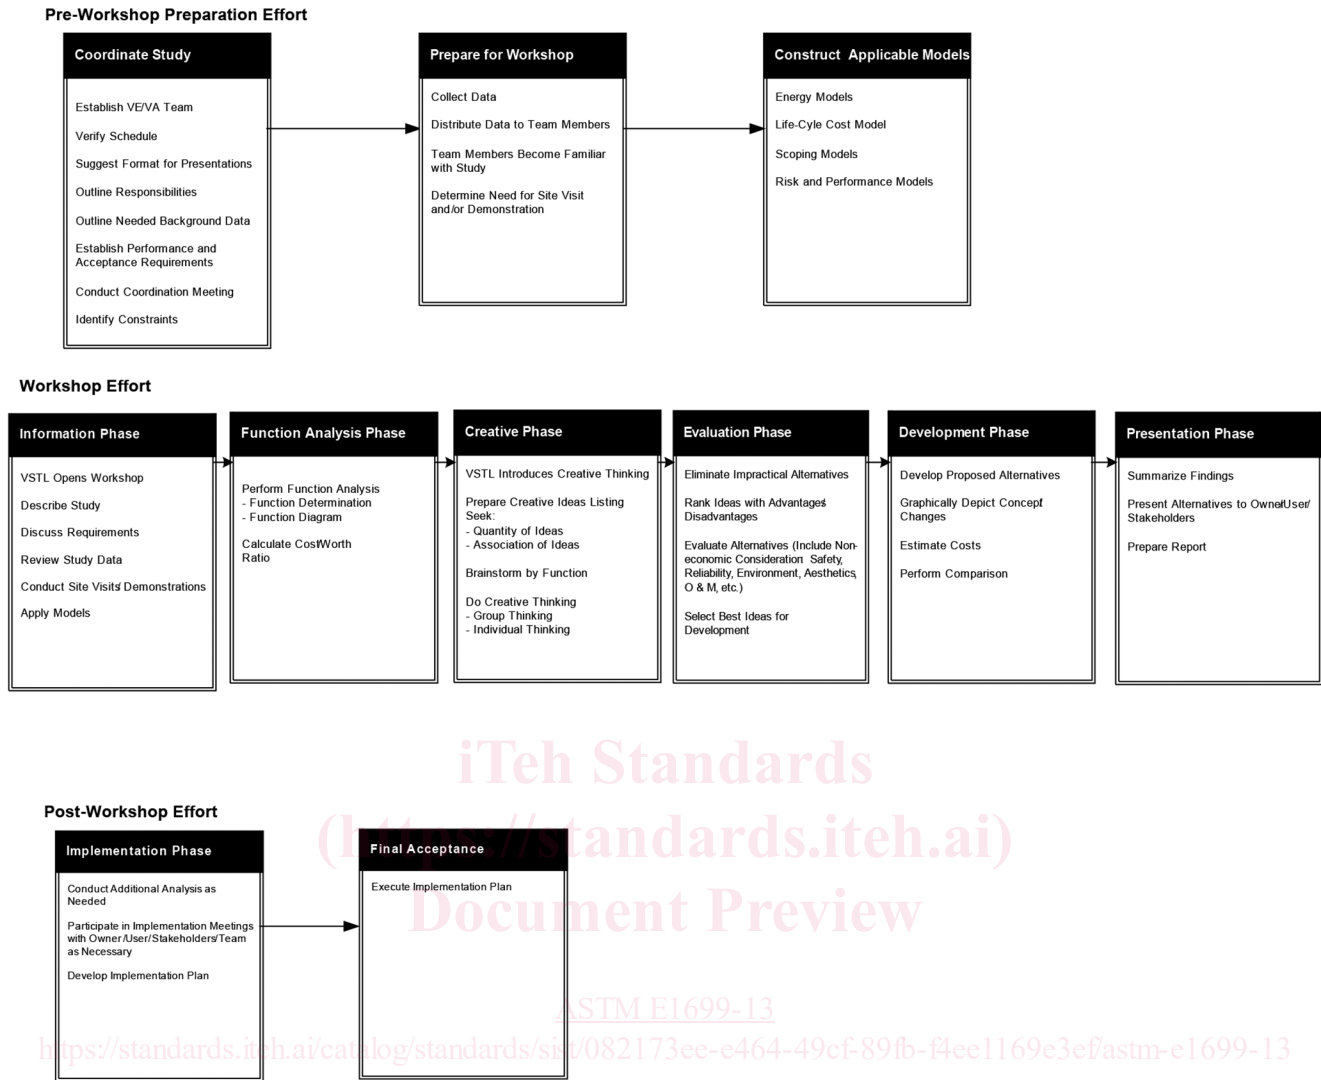 Pre-Workshop Preparation Effort
Coordinate Study
Establish VE/VA Team
Verify Schedule
Suggest Format for Presentations
Outline Responsibilities
Outline Needed Background Data
Establish Performance and
Acceptance Requirements
Conduct Coordination Meeting
Identify Constraints
Prepare for Workshop
Collect Data
Distribute Data to Team Members
Team Members Become Familiar
with Study
Determine Need for Site Visit
and/or Demonstration
Construct Applicable Models
Energy Models
Life-Cyle Cost Model
Scoping Models
Risk and Performance Models
Workshop Effort
Information Phase
VSTL Opens Workshop
Describe Study
Discuss Requirements
Review Study Data
Conduct Site Visits/ Demonstrations
Apply Models
Function Analysis Phase
Perform Function Analysis
- Function Determination
- Function Diagram
Calculate Cost/Worth
Ratio
Creative Phase
VSTL Introduces Creative Thinking
Prepare Creative Ideas Listing
Seek:
- Quantity of Ideas
- Association of Ideas
Brainstorm by Function
Do Creative Thinking
- Group Thinking
- Individual Thinking
Evaluation Phase
Eliminate Impractical Alternatives
Rank Ideas with Advantages/
Disadvantages
Evaluate Alternatives (Include Non-
economic Consideration: Safety,
Reliability, Environment, Aesthetics,
O & M, etc.)
Select Best Ideas for
Development
Development Phase
Develop Proposed Alternatives
Graphically Depict Concept/
Changes
Estimate Costs
Perform Comparison
Presentation Phase
Summarize Findings
Present Alternatives to Owner/User/
Stakeholders
Prepare Report
iTeh Standards
(https://standards.iteh.ai)
Document Preview
Post-Workshop Effort
Implementation Phase
Conduct Additional Analysis as
Needed
Participate in Implementation Meetings
with Owner/User/Stakeholders/Team
as Necessary
Develop Implementation Plan
Final Acceptance
Execute Implementation Plan
ASTM E1699-13
https://standards.iteh.ai/catalog/standards/sist/082173ee-e464-49cf-89fb-f4ee1169e3ef/astm-e1699-13